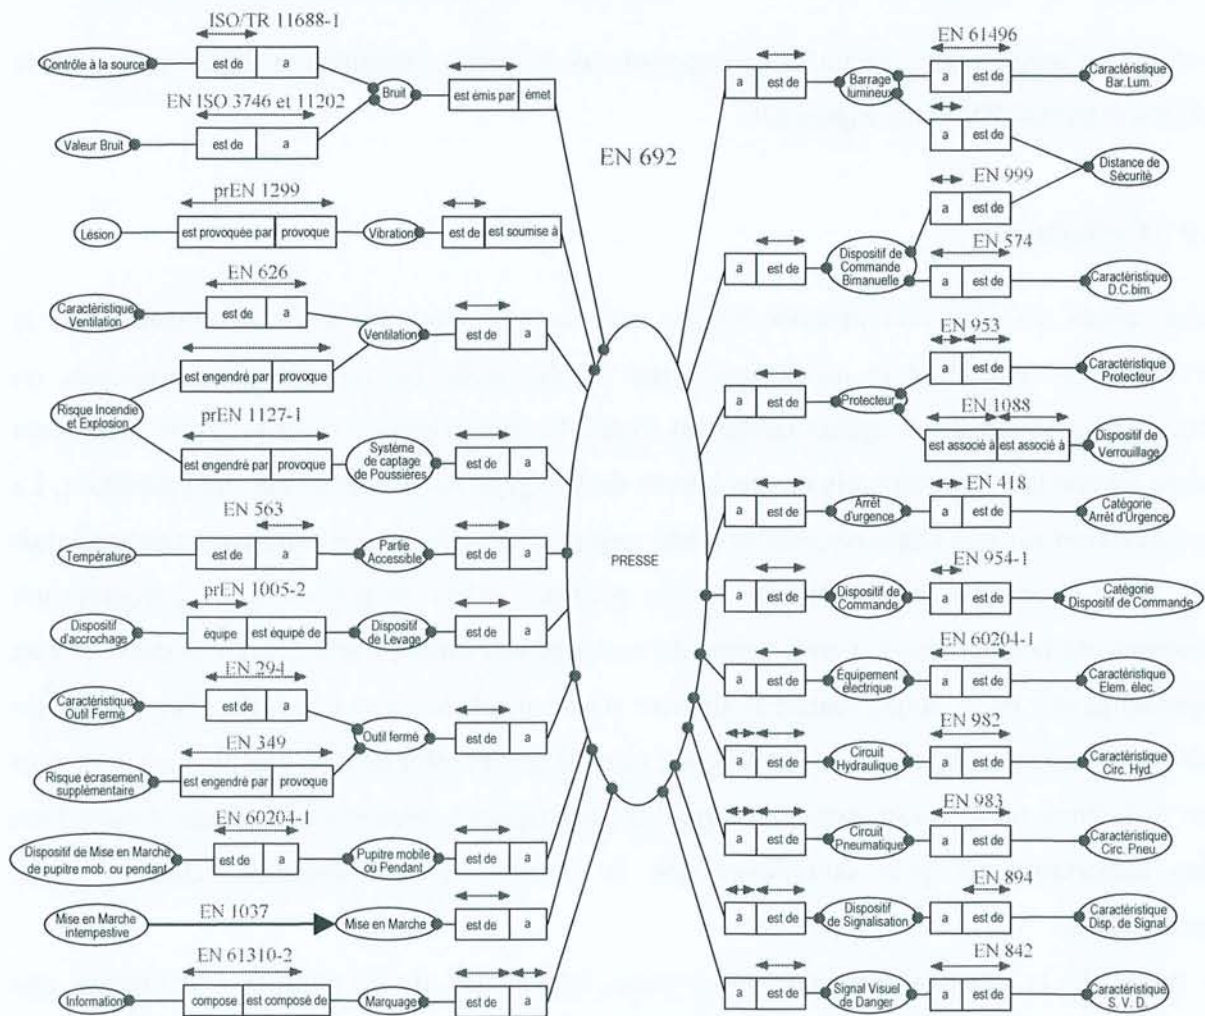 ISO/TR 11688-1
Contrôle à la source
est de
a
Bruit
est émis par
émet
EN ISO 3746 et 11202
Valeur Bruit
est de
a
prEN 1299
Lésion
est provoquée par
provoque
Vibration
est de
est soumise à
EN 626
Caractéristique
Ventilation
est de
a
Ventilation
est de
a
est engendé par
provoque
Risque Incendie
et Explosion
prEN 1127-1
est engendré par
provoque
Système
de captage
de Poussières
est de
a
EN 563
Température
est de
a
Partie
Accessible
est de
a
prEN 1005-2
Dispositif
d'accrochage
équipe
est équipé de
Dispositif
de Levage
est de
a
EN 294
Caractéristique
Outil Fermé
est de
a
Outil fermé
est de
a
EN 349
Risque écrasement
supplémentaire
est engendré par
provoque
EN 60204-1
Dispositif de Mise en Marche
de pupitre mob. ou pendant
est de
a
Pupitre mobile
ou Pendant
est de
a
EN 1037
Mise en Marche
intempestive
Mise en Marche
est de
a
EN 61310-2
Information
compose
est composé de
Marquage
est de
a
EN 692
PRESSE
EN 61496
a
est de
Barrage
lumineux
a
est de
Caractéristique
Bar.Lum.
a
est de
Distance de
Sécurité
EN 999
a
est de
a
est de
Dispositif de
Commande
Bimanuelle
EN 574
a
est de
Caractéristique
D.C.bim.
EN 953
a
est de
Protecteur
a
est de
Caractéristique
Protecteur
EN 1088
est associé à
est associé à
Dispositif de
Verrouillage
EN 418
a
est de
Arrêt
d'urgence
a
est de
Catégorie
Arrêt d'Urgence
EN 954-1
a
est de
Dispositif de
Commande
a
est de
Catégorie
Dispositif de Commande
EN 60204-1
a
est de
Équipement
électrique
a
est de
Caractéristique
Elem. élec.
EN 982
a
est de
Circuit
Hydraulique
a
est de
Caractéristique
Circ. Hyd.
EN 983
a
est de
Circuit
Pneumatique
a
est de
Caractéristique
Circ. Pneu.
EN 894
a
est de
Dispositif
de Signalisation
a
est de
Caractéristique
Disp. de Signal.
EN 842
a
est de
Signal Visuel
de Danger
a
est de
Caractéristique
S. V. D.